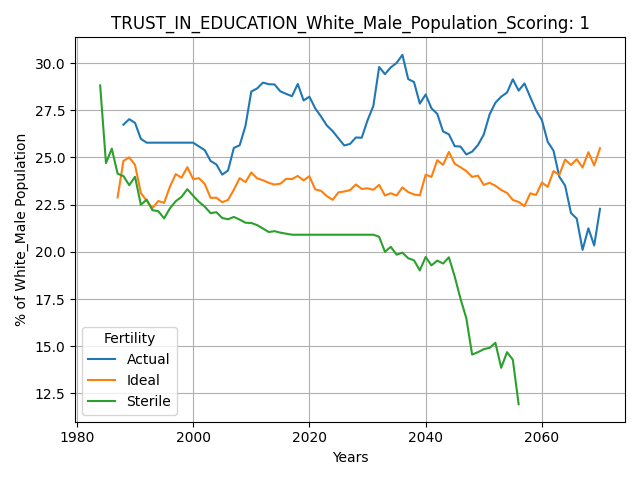 TRUST_IN_EDUCATION_White_Male_Population_Scoring: 1
% of White_Male Population
30.0
27.5
25.0
22.5
20.0
17.5
15.0
12.5
Fertility
Actual
Ideal
Sterile
1980 2000 2020 2040 2060
Years